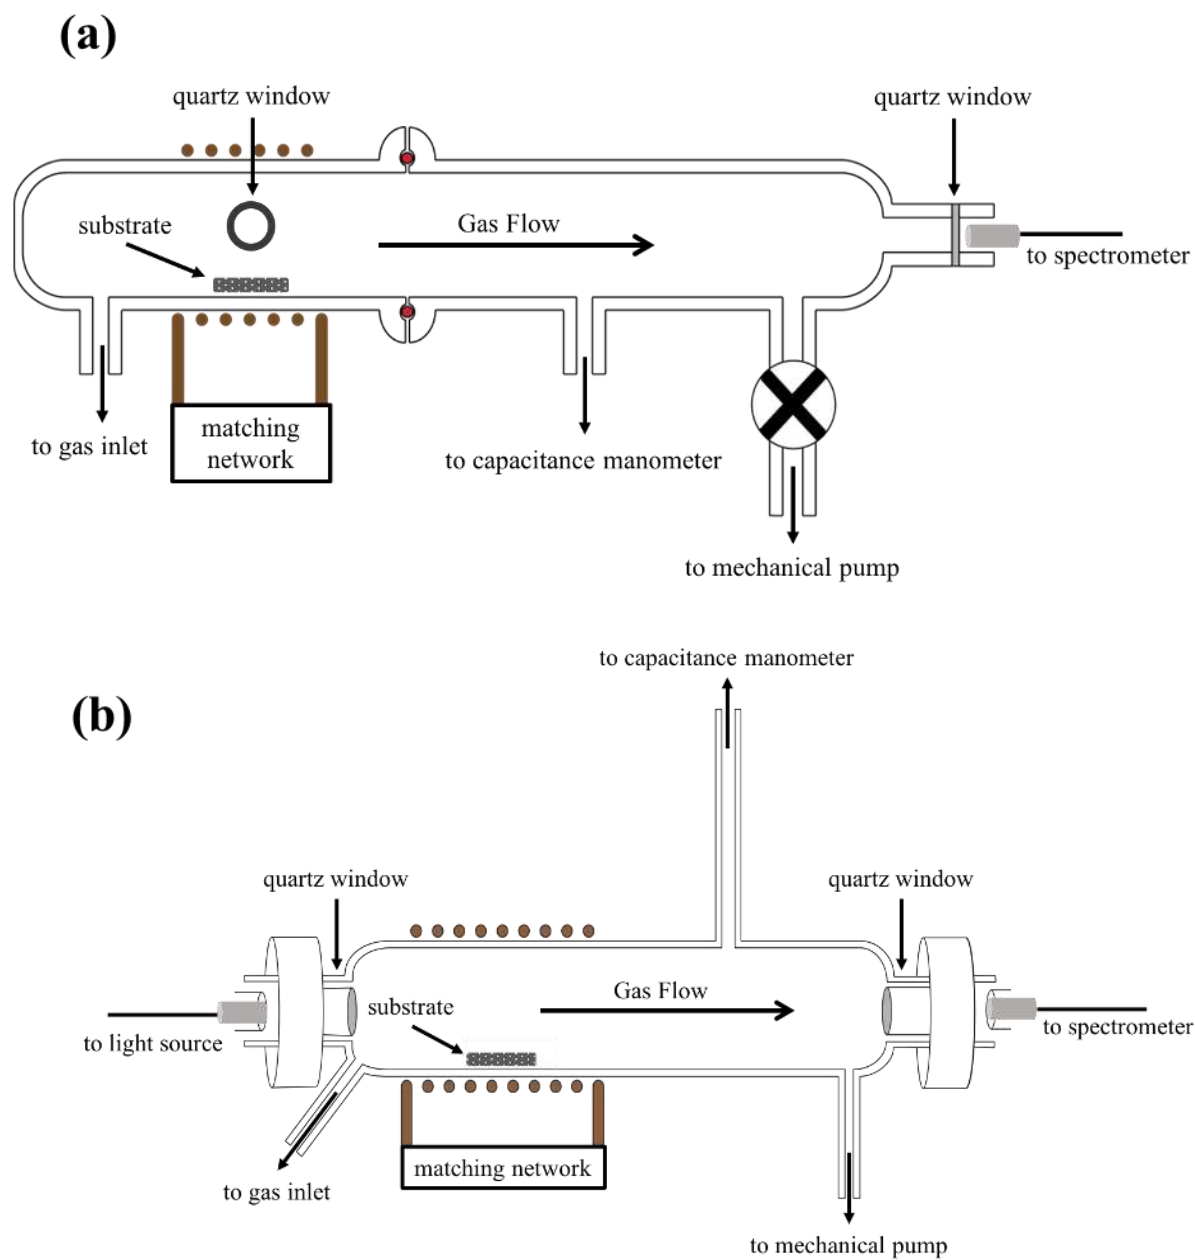 (a)
quartz window
quartz window
substrate
Gas Flow
to spectrometer
to gas inlet
matching
network
to capacitance manometer
to mechanical pump
to capacitance manometer
(b)
quartz window
quartz window
substrate
Gas Flow
to light source
to spectrometer
matching network
to gas inlet
to mechanical pump